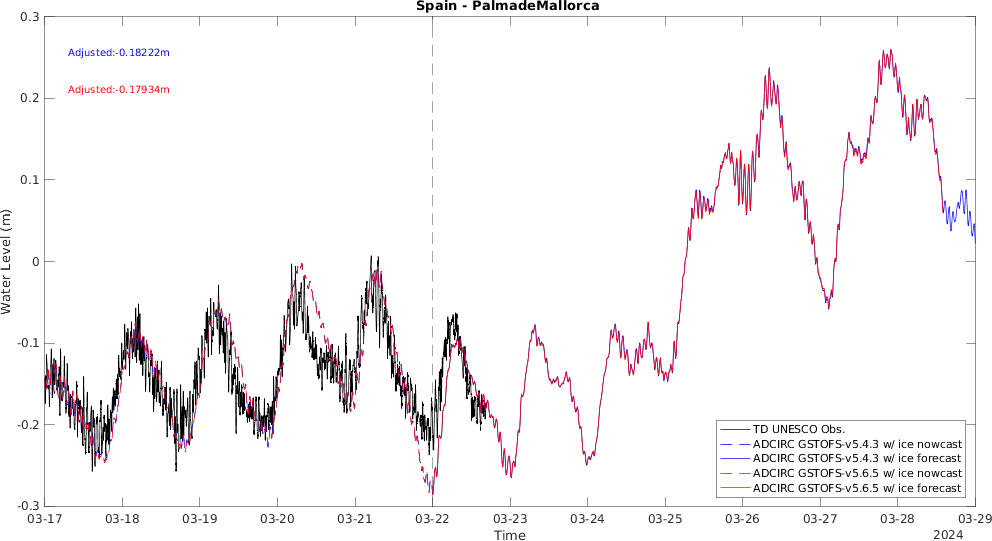 Spain - PalmadeMallorca
Adjusted:-0.18222m
Adjusted:-0.17934m
0.3
0.2
0.1
0
-0.1
-0.2
-0.3
Water Level (m)
TD UNESCO Obs.
ADCIRC GSTOFS-v5.4.3 w/ ice nowcast
ADCIRC GSTOFS-v5.4.3 w/ ice forecast
ADCIRC GSTOFS-v5.6.5 w/ ice nowcast
ADCIRC GSTOFS-v5.6.5 w/ ice forecast
03-17 03-18 03-19 03-20 03-21 03-22 03-23 03-24 03-25 03-26 03-27 03-28 03-29
Time
2024